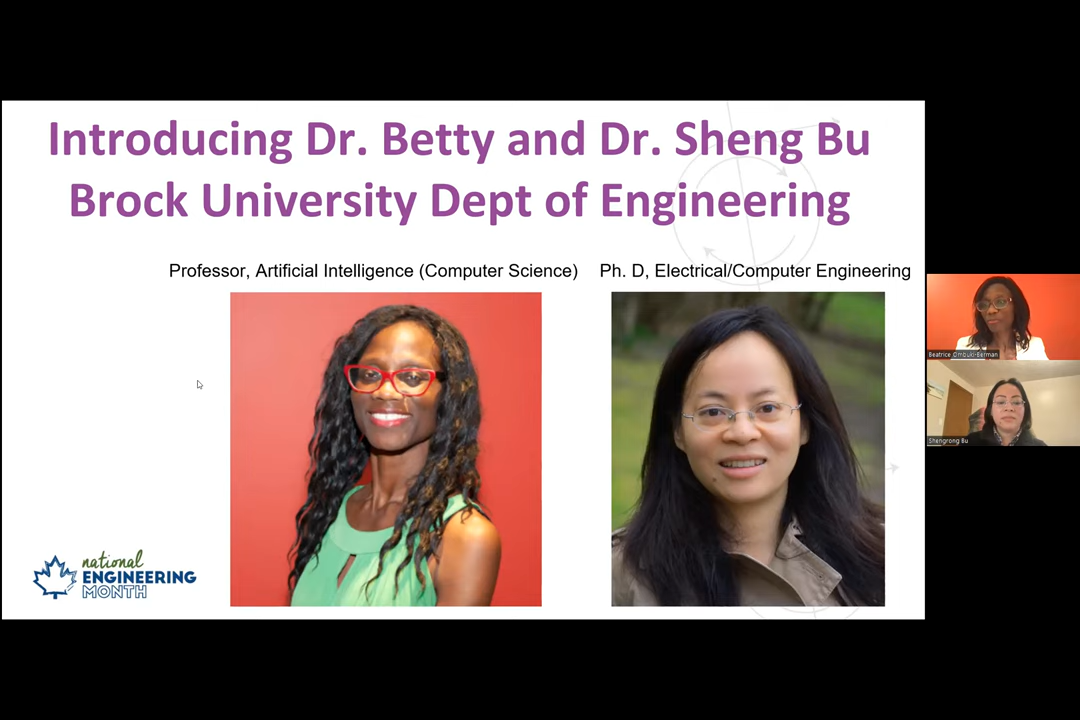 Introducing Dr. Betty and Dr. Sheng Bu
Brock University Dept of Engineering
Professor, Artificial Intelligence (Computer Science)
Ph. D, Electrical/Computer Engineering
Beatrice Ombuki-Berman
Shengrong Bu
national
ENGINEERING
MONTH